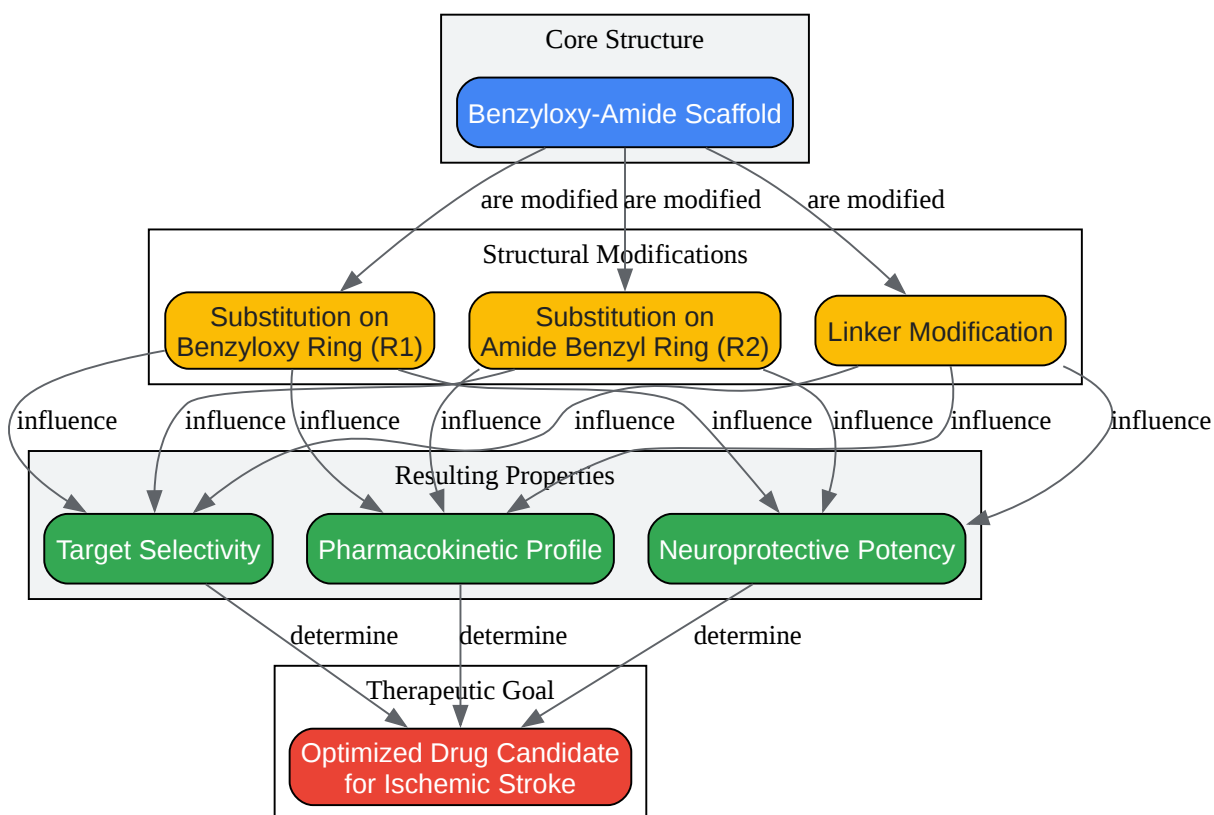 Core Structure
Benzyloxy-Amide Scaffold
are modified are modified are modified
Structural Modifications
Substitution on
Benzyloxy Ring (R1)
Substitution on
Amide Benzyl Ring (R2)
Linker Modification
influence influence influence influence influence influence influence influence influence
Resulting Properties
Target Selectivity
Pharmacokinetic Profile
Neuroprotective Potency
determine determine determine
Therapeutic Goal
Optimized Drug Candidate
for Ischemic Stroke